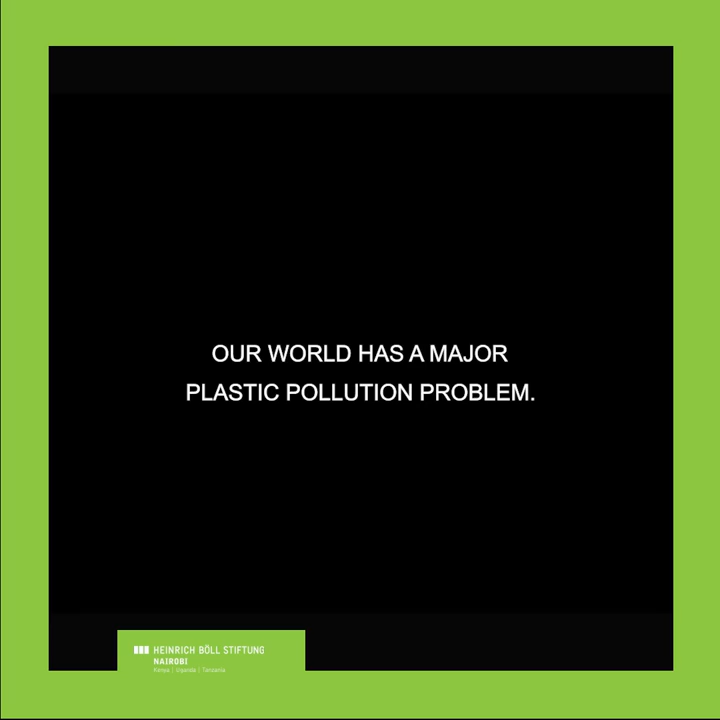 OUR WORLD HAS A MAJOR
PLASTIC POLLUTION PROBLEM.
HEINRICH BÖLL STIFTUNG
NAIROBI
Kenya | Uganda | Tanzania